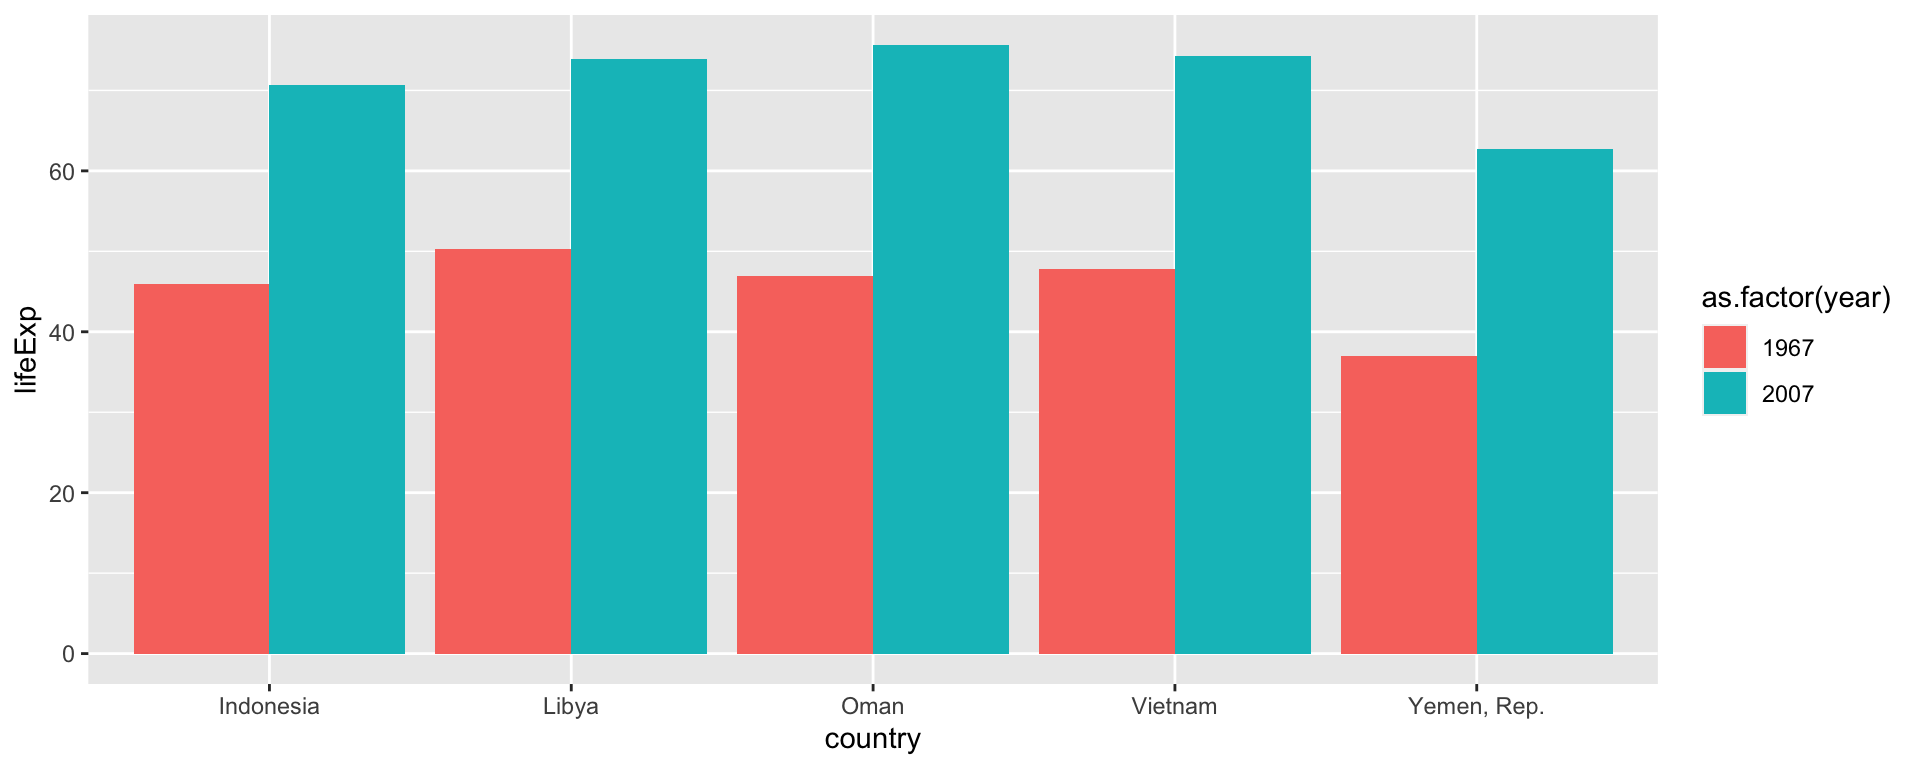 lifeExp
60
40
20
0
Indonesia Libya Oman Vietnam Yemen, Rep.
country
as.factor(year)
1967
2007